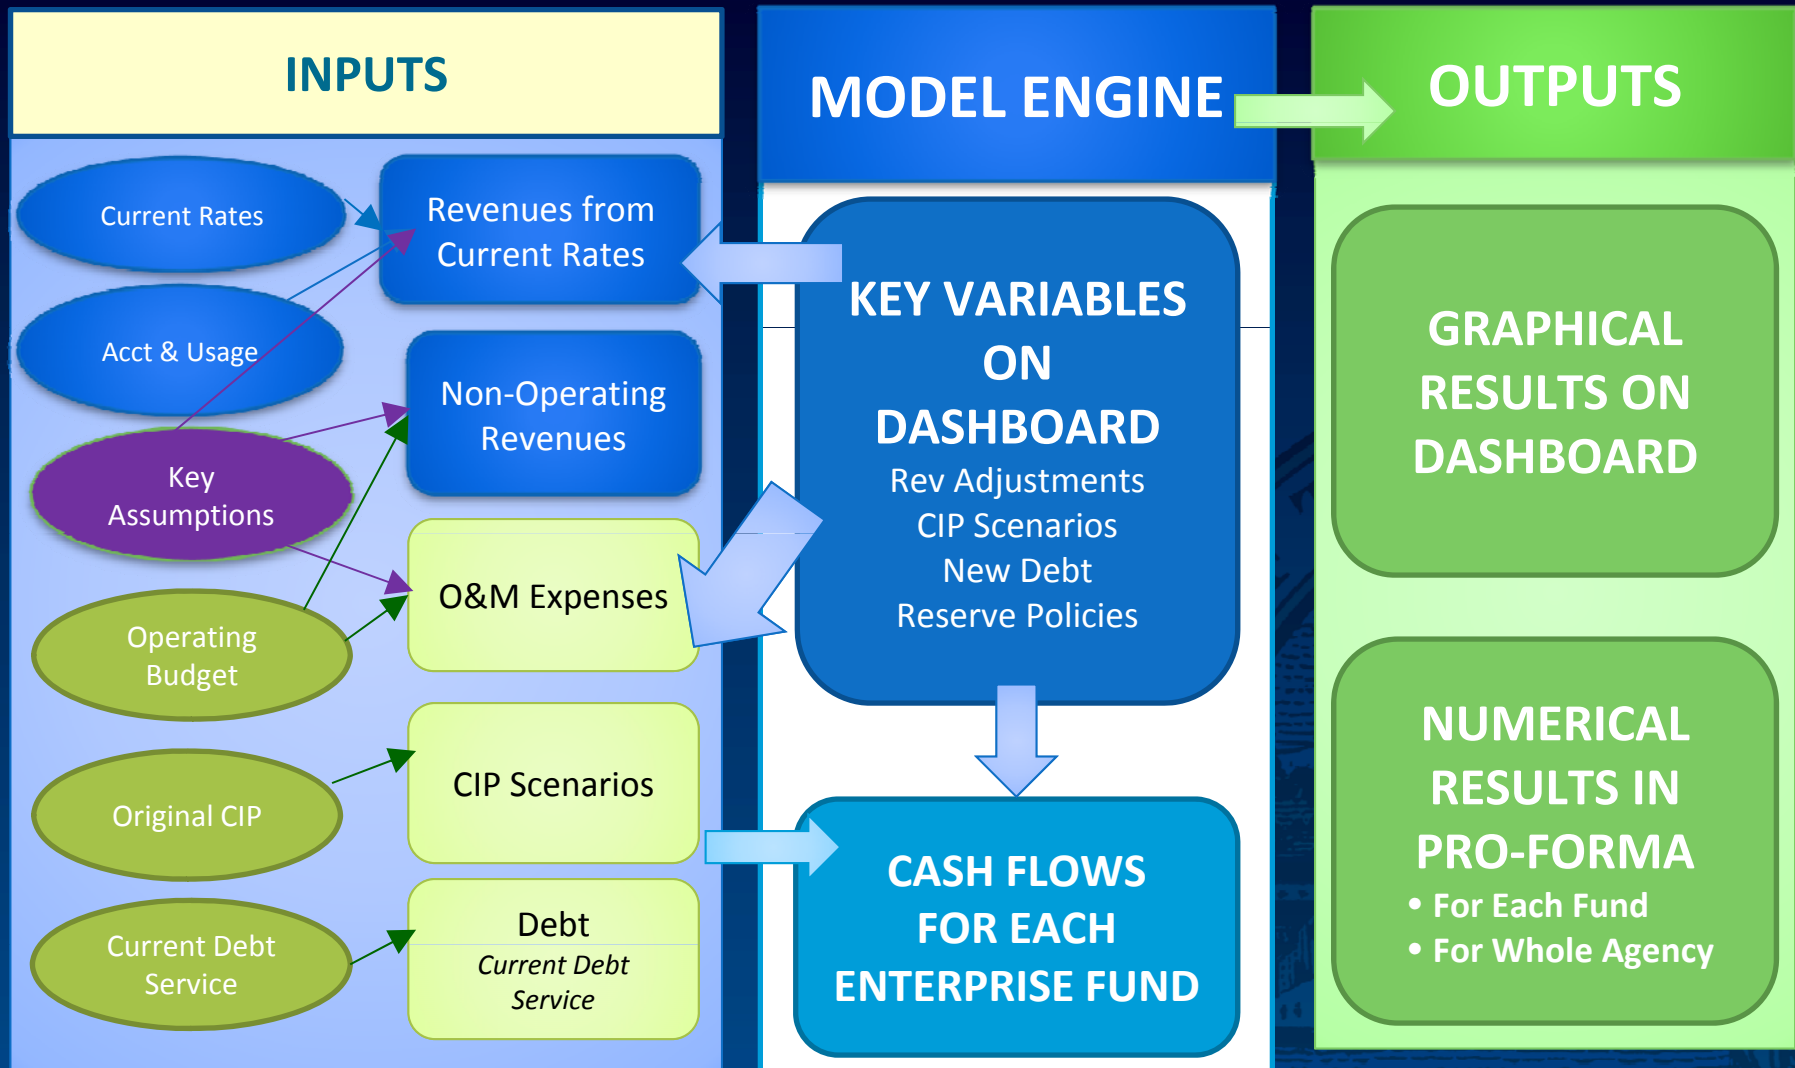 INPUTS
Current Rates
Acct & Usage
Key
Assumptions
Operating
Budget
Original CIP
Current Debt
Service
Revenues from
Current Rates
Non-Operating
Revenues
O&M Expenses
CIP Scenarios
Debt
Current Debt
Service
MODEL ENGINE
KEY VARIABLES
ON
DASHBOARD
Rev Adjustments
CIP Scenarios
New Debt
Reserve Policies
CASH FLOWS
FOR EACH
ENTERPRISE FUND
OUTPUTS
GRAPHICAL
RESULTS ON
DASHBOARD
NUMERICAL
RESULTS IN
PRO-FORMA
• For Each Fund
• For Whole Agency